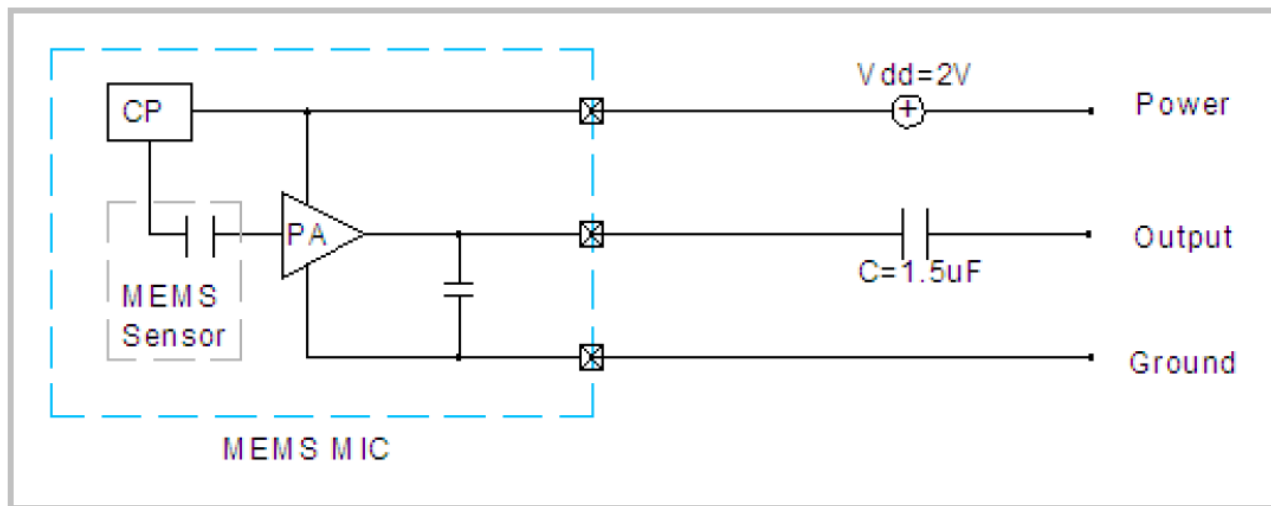 Vdd=2V
CP
Power
PA
Output
C=1.5uF
MEMS
Sensor
Ground
MEMS MIC